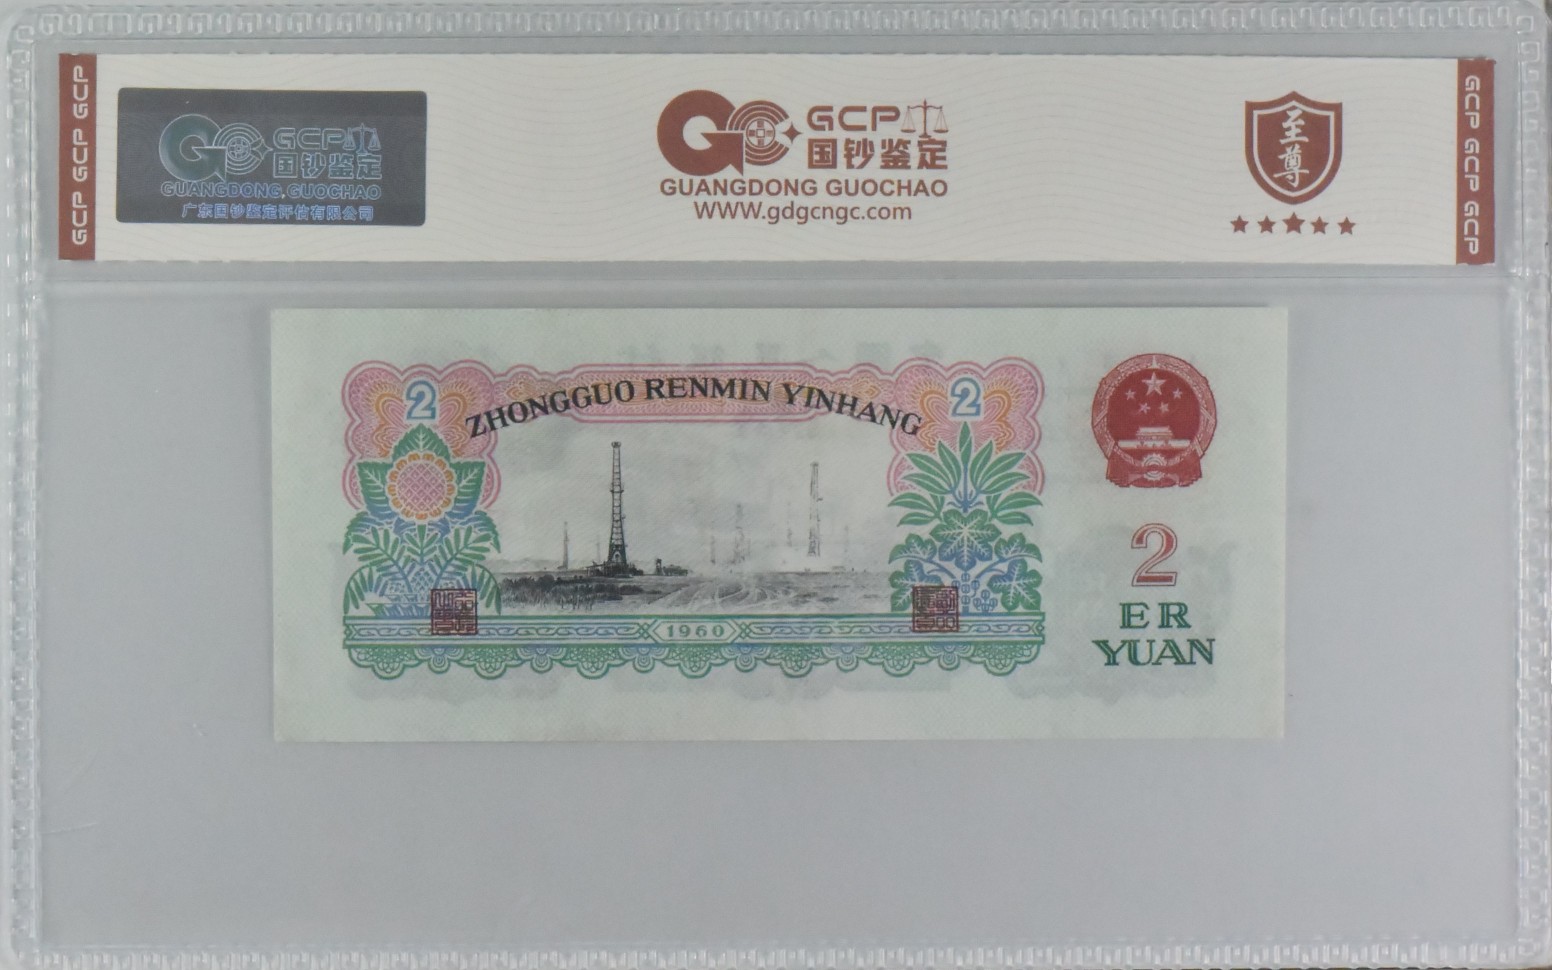 GCP GCP GCP
GCP
国钞鉴定
GUANGDONG GUOCHAO
广东国钞鉴定评估有限公司
GCP
国钞鉴定
GUANGDONG GUOCHAO
WWW.gdgcngc.com
至尊
GCP GCP GCP
ZHONGGUO RENMIN YINHANG
2
2
1960
2
ER
YUAN